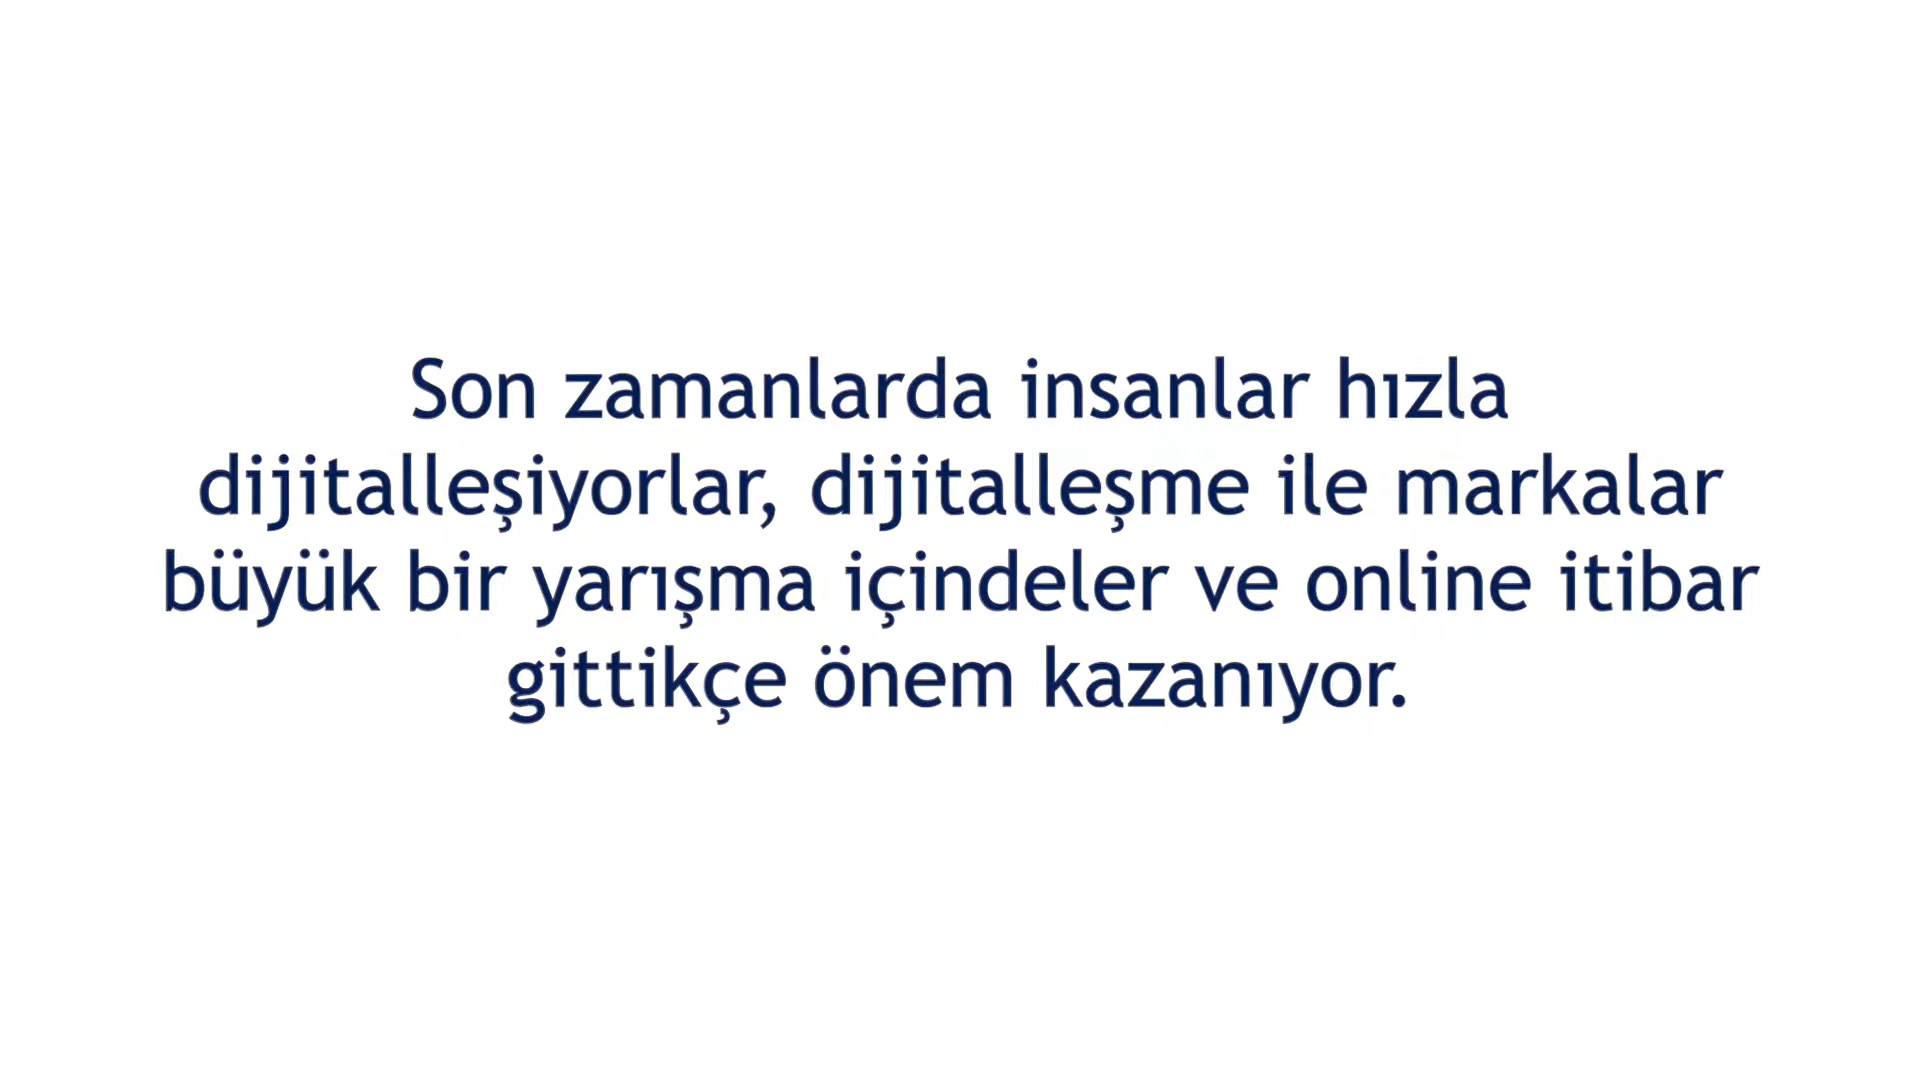 Son zamanlarda insanlar hızla
dijitalleşiyorlar, dijitalleşme ile markalar
büyük bir yarışma içindeler ve online itibar
gittikçe önem kazanıyor.